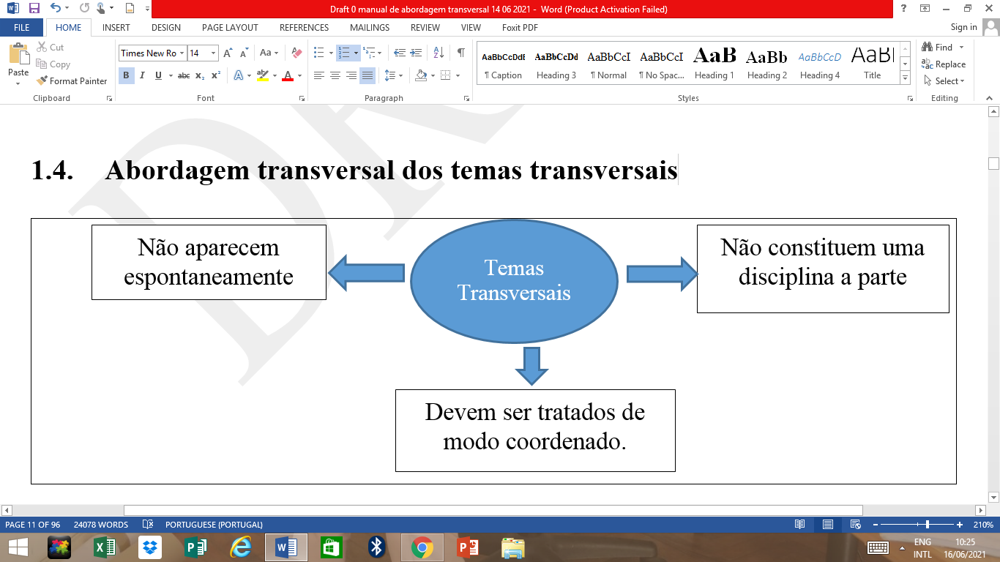 Draft 0 manual de abordagem transversal 14 06 2021 - Word (Product Activation Failed)
FILE HOME INSERT DESIGN PAGE LAYOUT REFERENCES MAILINGS REVIEW VIEW Foxit PDF Sign in
Paste
Cut
Copy
Format Painter
Clipboard
Times New Ro 14
Font
Paragraph
AaBbCcDdE AaBbCcDd AaBbCcI AaBbCcI AaB AaBb AaBbCcD AaBI
¶ Caption Heading 3 ¶ Normal ¶ No Spac... Heading 1 Heading 2 Heading 4 Title
Styles
Find
Replace
Select
Editing
1.4. Abordagem transversal dos temas transversais
Não aparecem
espontaneamente
Temas
Transversais
Não constituem uma
disciplina a parte
Devem ser tratados de
modo coordenado.
PAGE 11 OF 96 24078 WORDS PORTUGUESE (PORTUGAL) 210%
ENG
INTL
10:25
16/06/2021